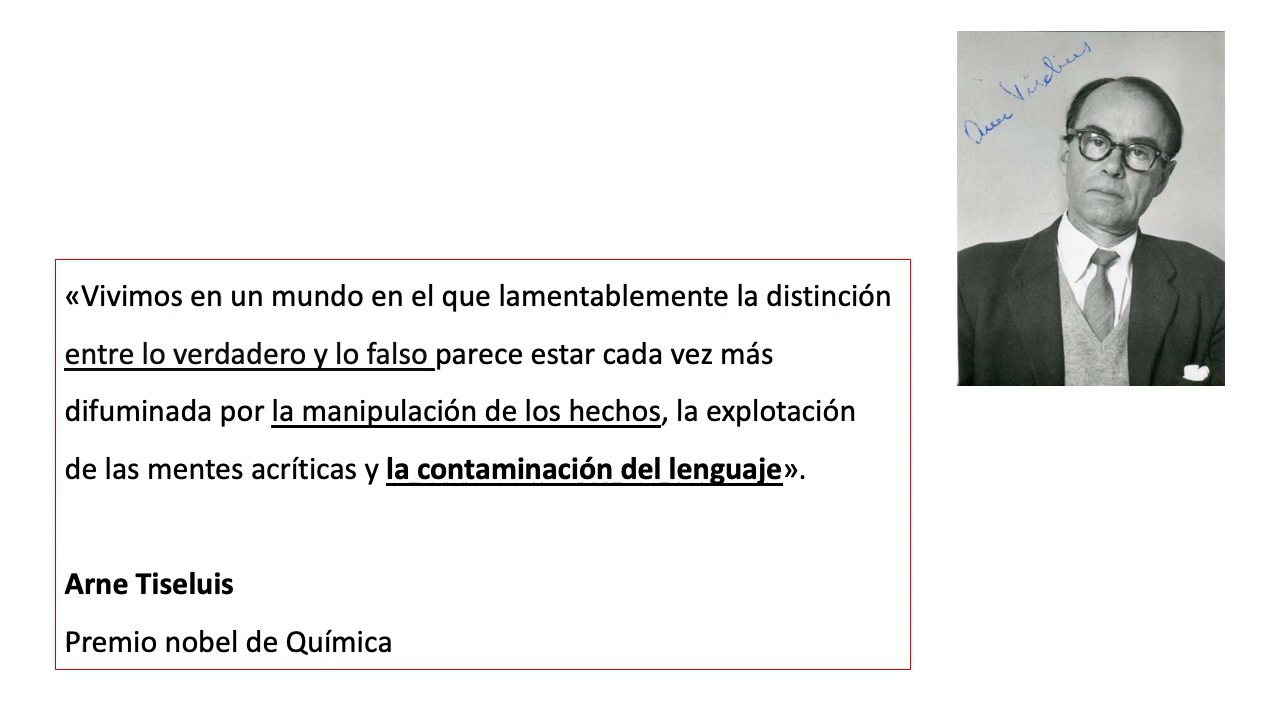 Arne Tiselius
«Vivimos en un mundo en el que lamentablemente la distinción
entre lo verdadero y lo falso parece estar cada vez más
difuminada por la manipulación de los hechos, la explotación
de las mentes acríticas y la contaminación del lenguaje».
Arne Tiseluis
Premio nobel de Química